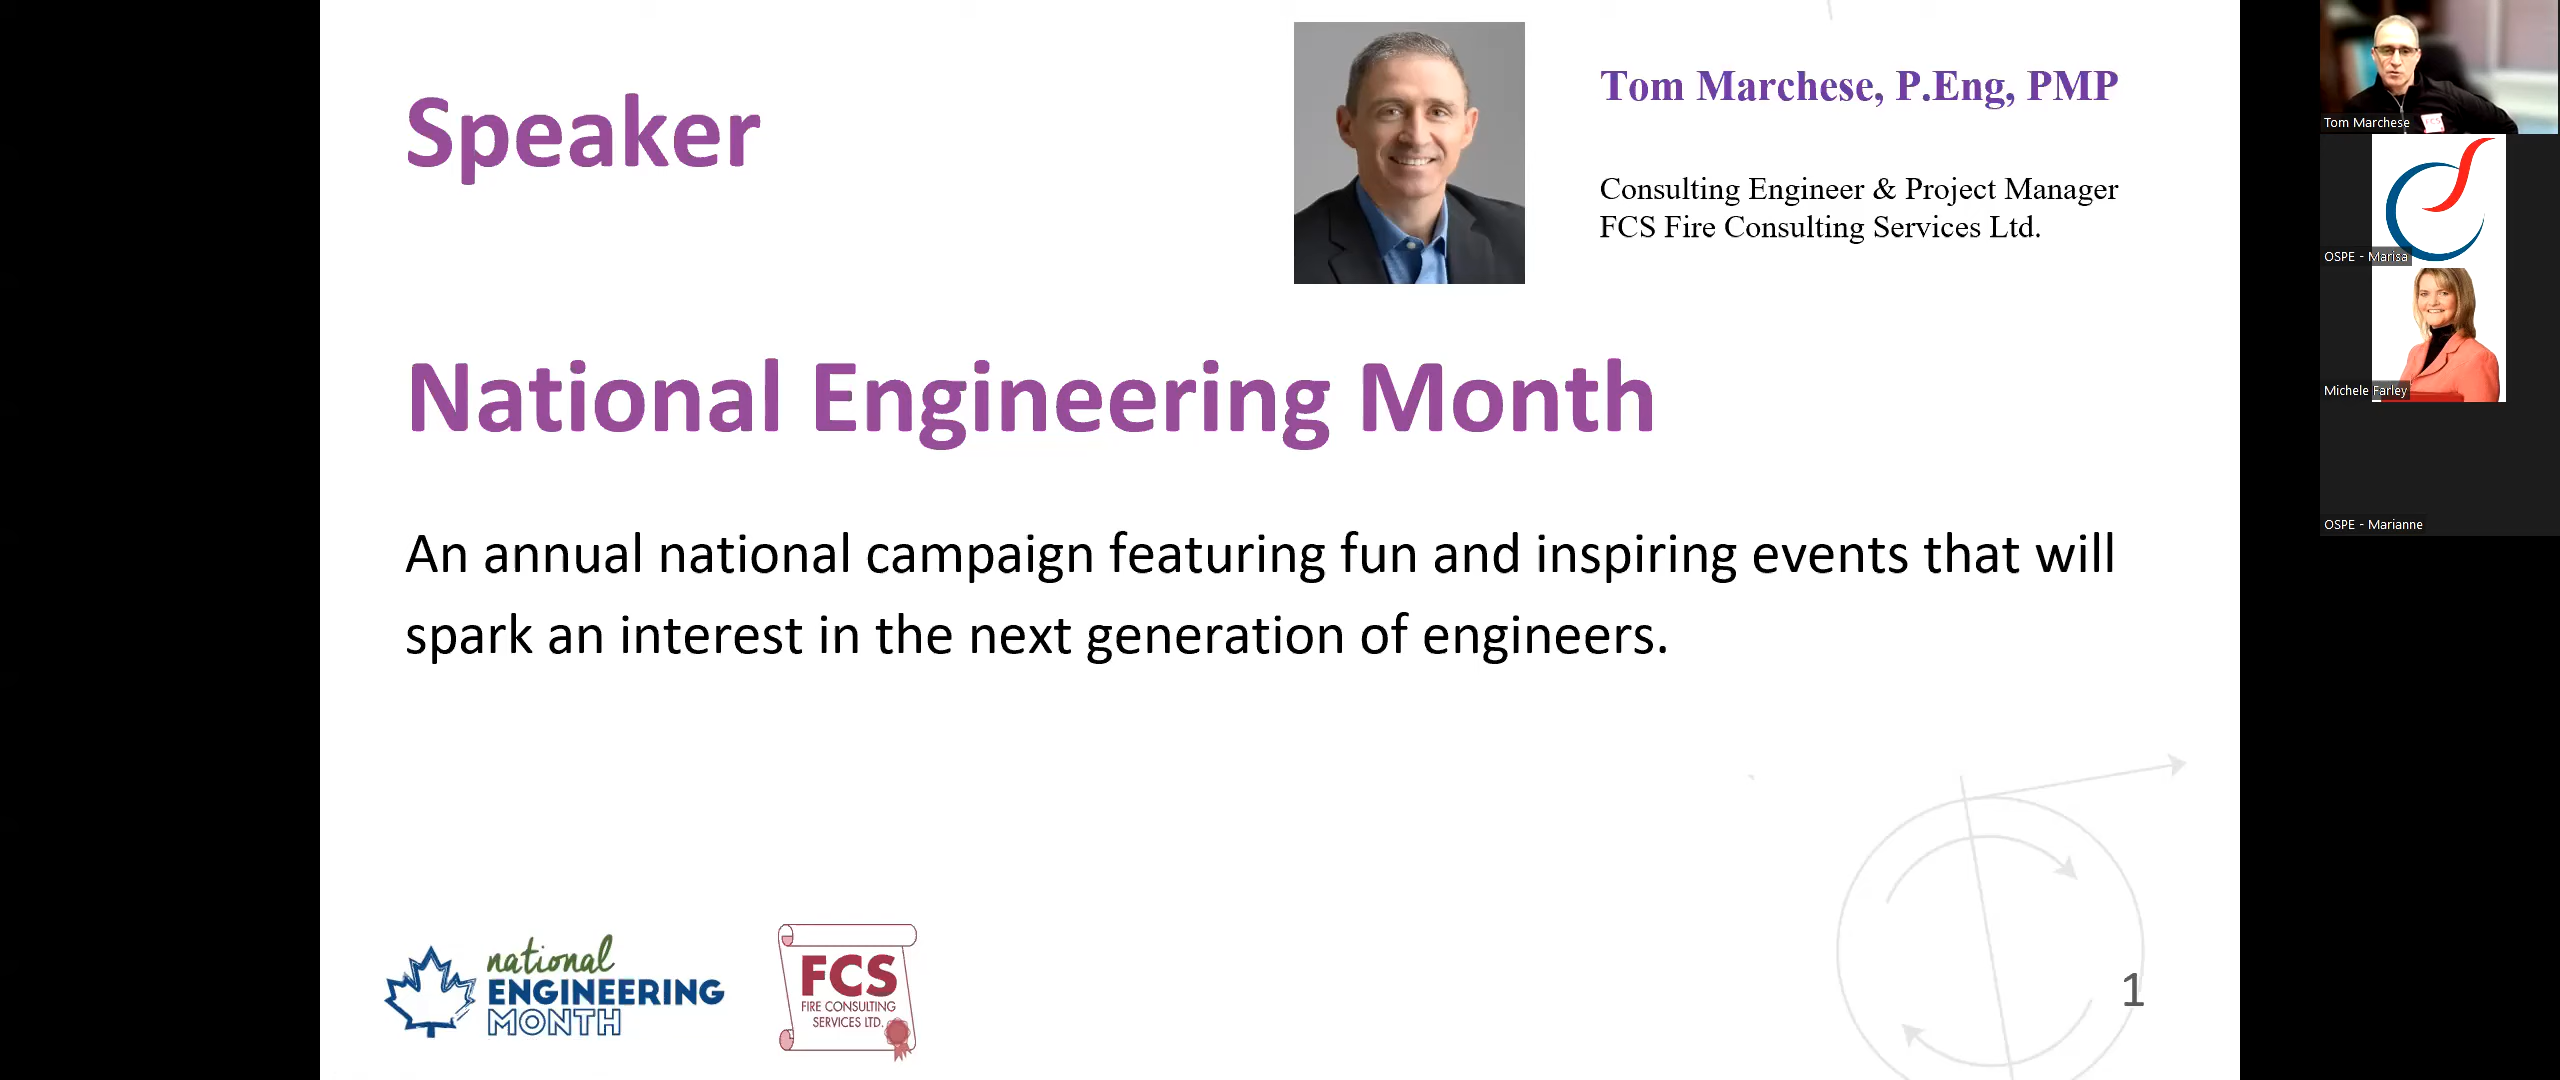 Speaker
Tom Marchese, P.Eng, PMP
Consulting Engineer & Project Manager
FCS Fire Consulting Services Ltd.
National Engineering Month
An annual national campaign featuring fun and inspiring events that will
spark an interest in the next generation of engineers.
national
ENGINEERING
MONTH
FCS
FIRE CONSULTING
SERVICES LTD.
1
FCS
Tom Marchese
OSPE - Marisa
Michele Farley
OSPE - Marianne